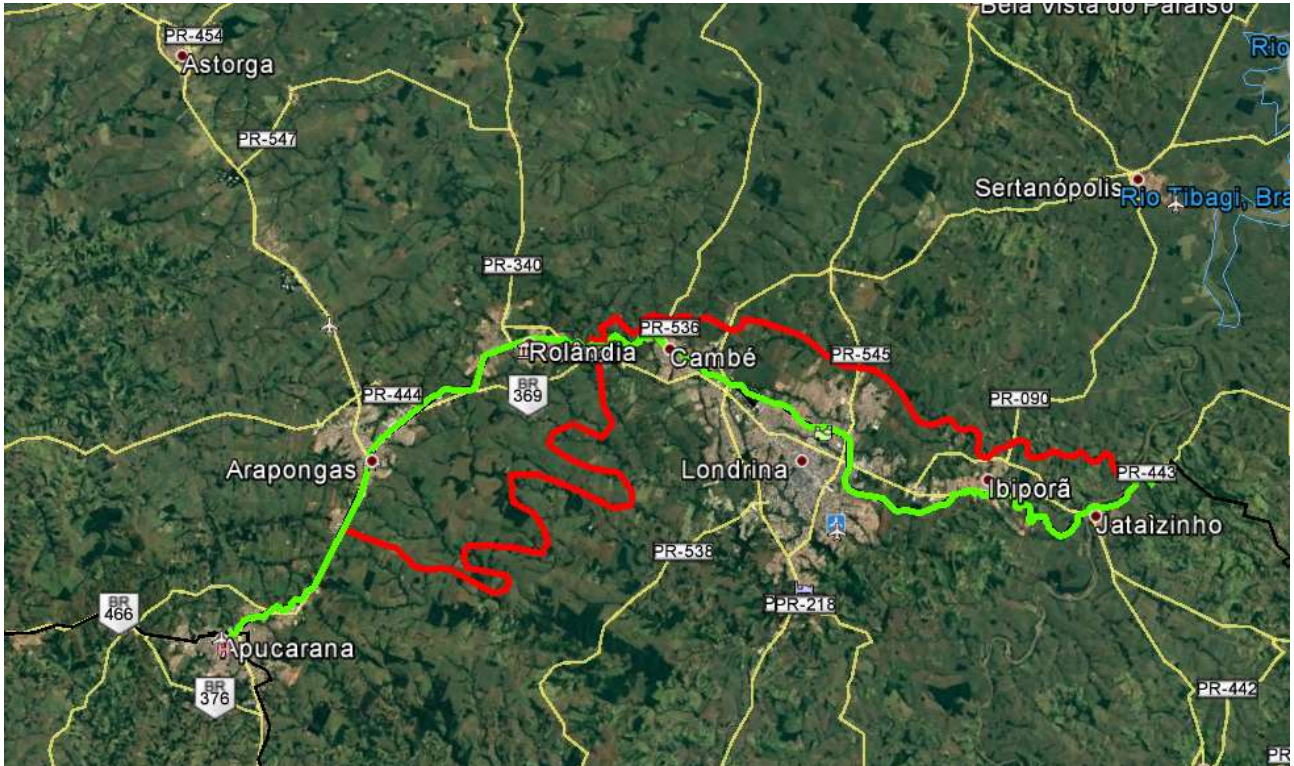 Bela Vista do Paraíso
PR-454
Astorga
Rio
PR-547
Sertanópolis
Rio Tibagi, Bra
PR-340
PR-536
Rolândia
Cambé
PR-545
BR
369
PR-444
PR-090
Arapongas
Londrina
PR-443
Ibiporã
Jataizinho
PR-538
BR
466
PR-218
Apucarana
BR
376
PR-442
PR